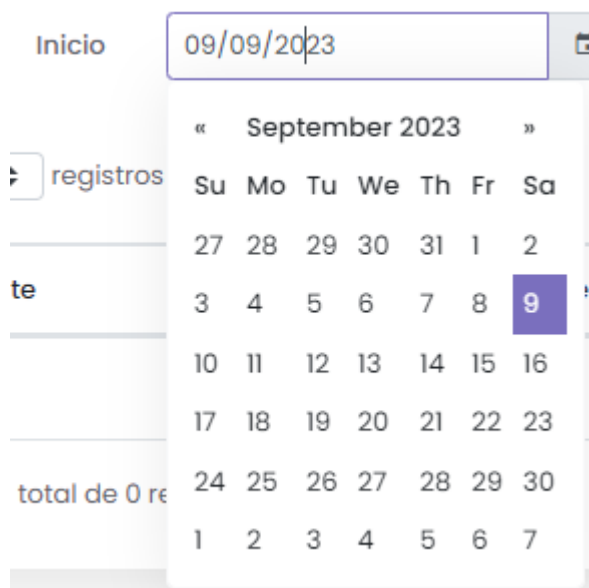 Inicio 09/09/2023
« September 2023 »
registros
Su Mo Tu We Th Fr Sa
27 28 29 30 31 1 2
te
3 4 5 6 7 8 9
10 11 12 13 14 15 16
17 18 19 20 21 22 23
24 25 26 27 28 29 30
total de 0 re
1 2 3 4 5 6 7